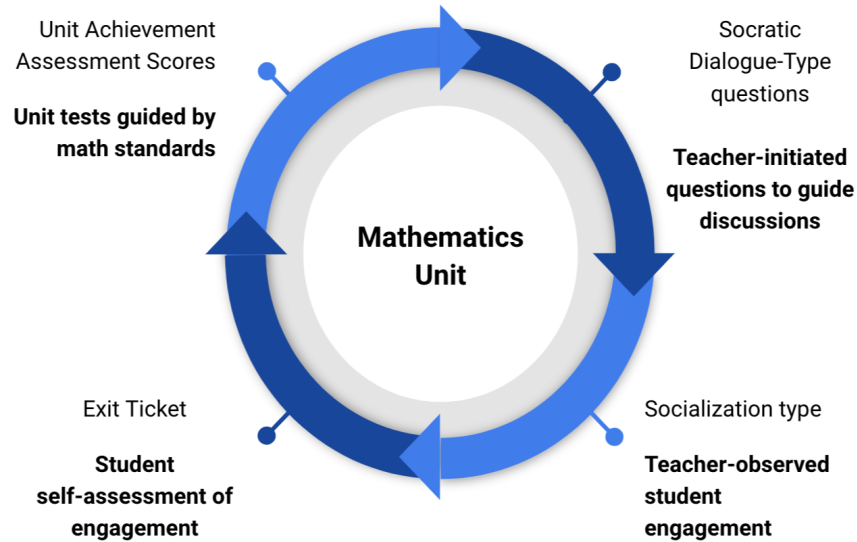 Unit Achievement
Assessment Scores
Unit tests guided by
math standards
Socratic
Dialogue-Type
questions
Teacher-initiated
questions to guide
discussions
Mathematics
Unit
Exit Ticket
Student
self-assessment of
engagement
Socialization type
Teacher-observed
student
engagement